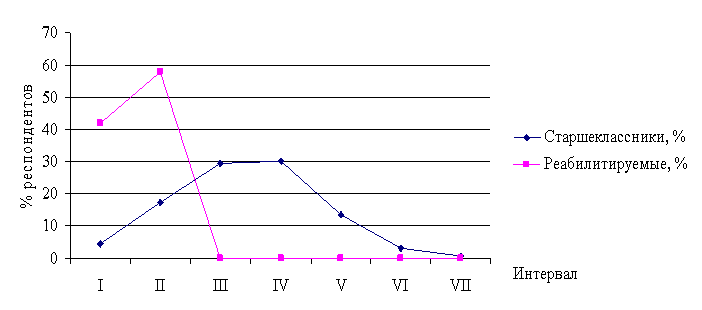 % респондентов
70
60
50
40
30
20
10
0
I II III IV V VI VII
Интервал
Старшеклассники, %
Реабилитируемые, %